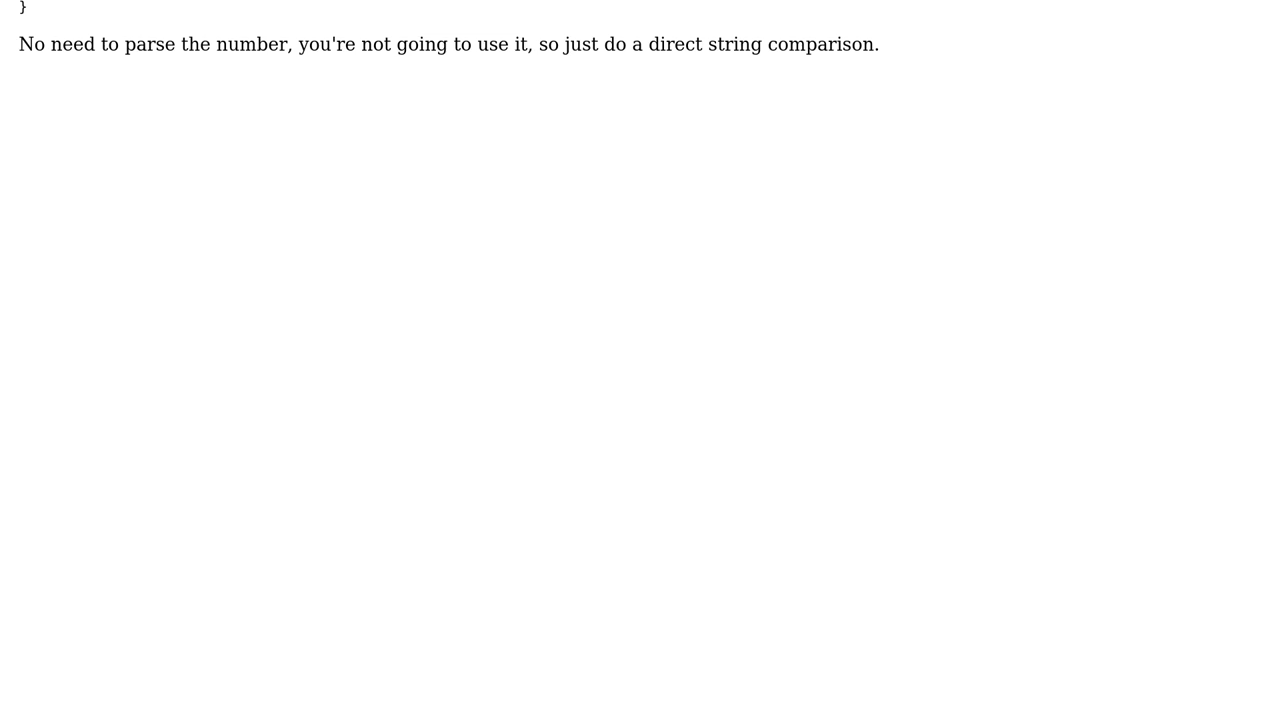 }
No need to parse the number, you're not going to use it, so just do a direct string comparison.